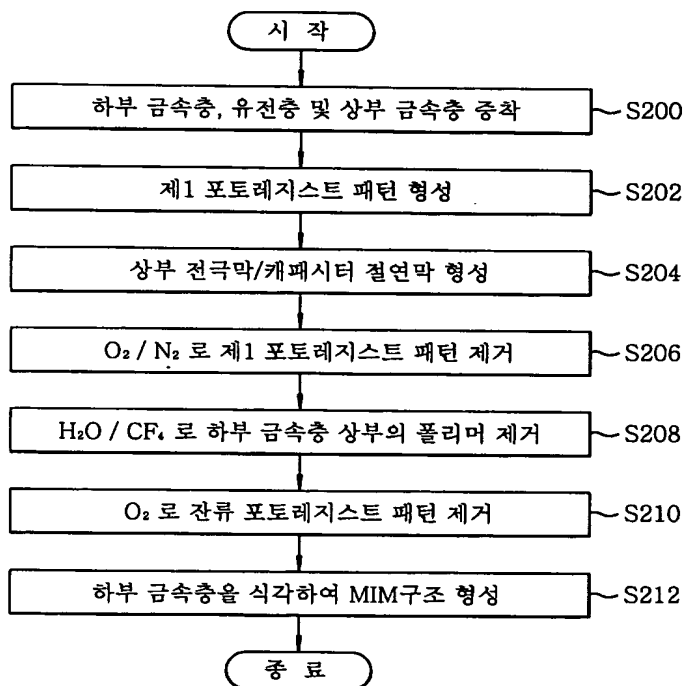 시 작
하부 금속층, 유전층 및 상부 금속층 증착
S200
제1 포토레지스트 패턴 형성
S202
상부 전극막/캐패시터 절연막 형성
S204
O₂ / N₂ 로 제1 포토레지스트 패턴 제거
S206
H₂O / CF₄ 로 하부 금속층 상부의 폴리머 제거
S208
O₂ 로 잔류 포토레지스트 패턴 제거
S210
하부 금속층을 식각하여 MIM구조 형성
S212
종 료